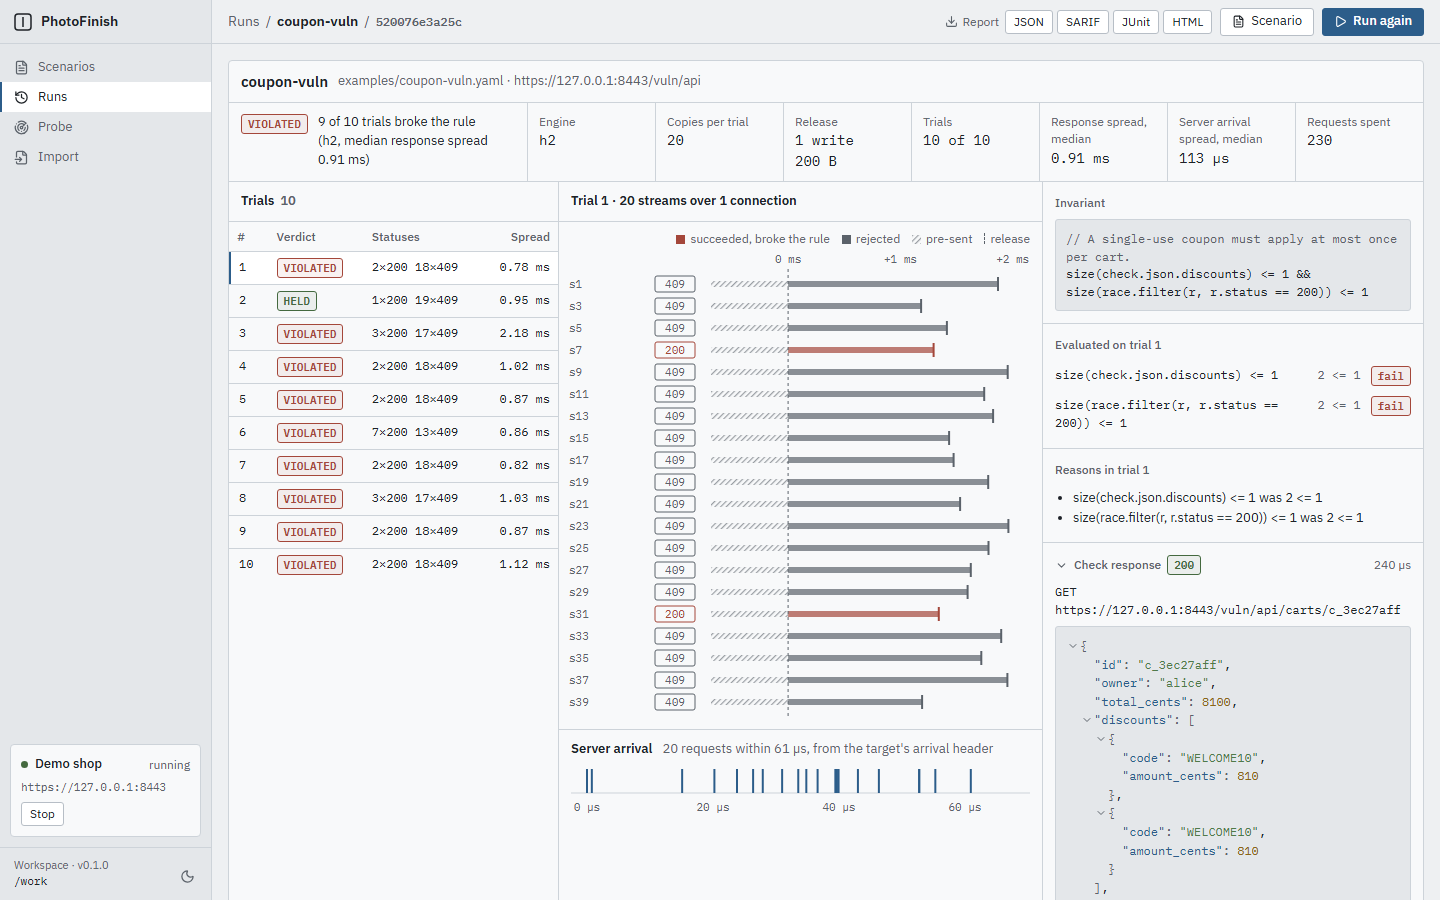 PhotoFinish
Runs / coupon-vuln / 520076e3a25c
Report JSON SARIF JUnit HTML Scenario Run again
Scenarios
Runs
Probe
Import
coupon-vuln examples/coupon-vuln.yaml · https://127.0.0.1:8443/vuln/api
VIOLATED 9 of 10 trials broke the rule
(h2, median response spread
0.91 ms)
Engine
h2
Copies per trial
20
Release
1 write
200 B
Trials
10 of 10
Response spread,
median
0.91 ms
Server arrival
spread, median
113 µs
Requests spent
230
Trials 10
# Verdict Statuses Spread
1 VIOLATED 2×200 18×409 0.78 ms
2 HELD 1×200 19×409 0.95 ms
3 VIOLATED 3×200 17×409 2.18 ms
4 VIOLATED 2×200 18×409 1.02 ms
5 VIOLATED 2×200 18×409 0.87 ms
6 VIOLATED 7×200 13×409 0.86 ms
7 VIOLATED 2×200 18×409 0.82 ms
8 VIOLATED 3×200 17×409 1.03 ms
9 VIOLATED 2×200 18×409 0.87 ms
10 VIOLATED 2×200 18×409 1.12 ms
Trial 1 · 20 streams over 1 connection
succeeded, broke the rule rejected pre-sent release
0 ms +1 ms +2 ms
s1 409
s3 409
s5 409
s7 200
s9 409
s11 409
s13 409
s15 409
s17 409
s19 409
s21 409
s23 409
s25 409
s27 409
s29 409
s31 200
s33 409
s35 409
s37 409
s39 409
Server arrival 20 requests within 61 µs, from the target's arrival header
0 µs 20 µs 40 µs 60 µs
Invariant
// A single-use coupon must apply at most once
per cart.
size(check.json.discounts) <= 1 &&
size(race.filter(r, r.status == 200)) <= 1
Evaluated on trial 1
size(check.json.discounts) <= 1 2 <= 1 fail
size(race.filter(r, r.status == 2 <= 1 fail
200)) <= 1
Reasons in trial 1
• size(check.json.discounts) <= 1 was 2 <= 1
• size(race.filter(r, r.status == 200)) <= 1 was 2 <= 1
Check response 200 240 µs
GET
https://127.0.0.1:8443/vuln/api/carts/c_3ec27aff
{
"id": "c_3ec27aff",
"owner": "alice",
"total_cents": 8100,
"discounts": [
{
"code": "WELCOME10",
"amount_cents": 810
},
{
"code": "WELCOME10",
"amount_cents": 810
}
],
Demo shop running
https://127.0.0.1:8443
Stop
Workspace · v0.1.0
/work